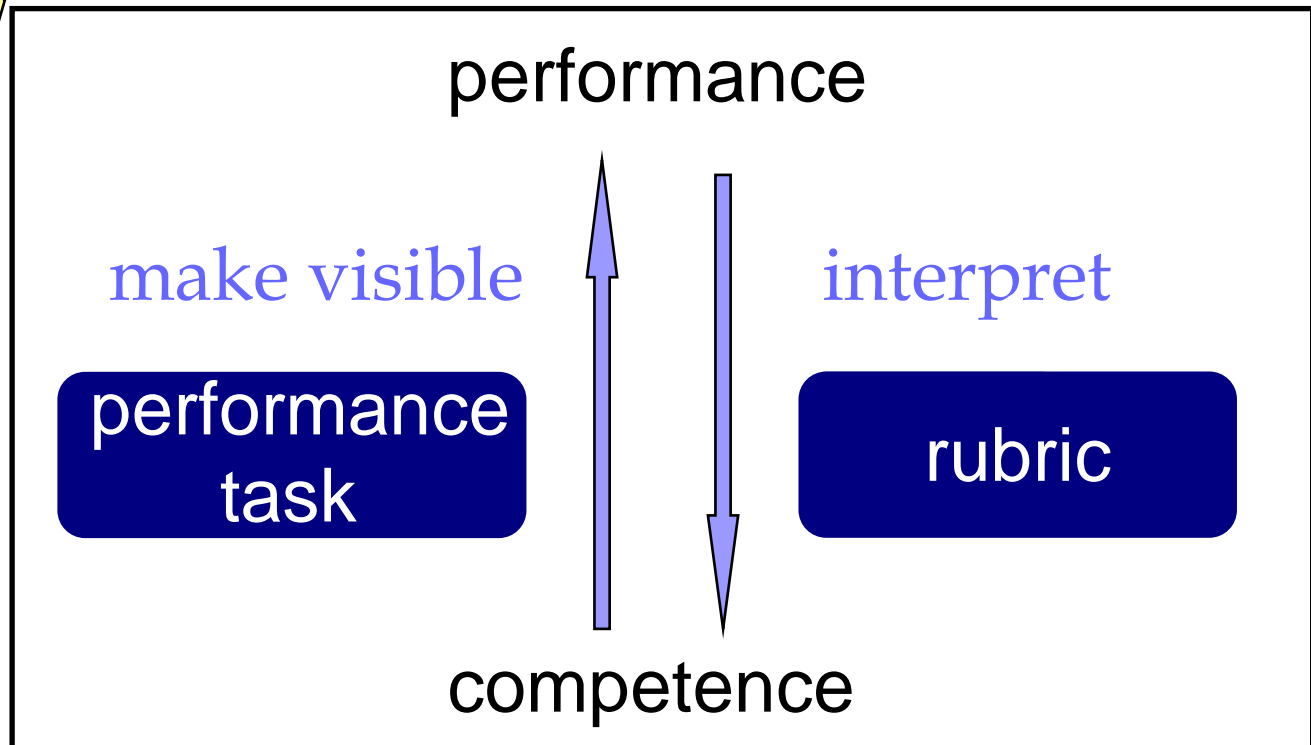 performance
make visible
interpret
performance
task
rubric
competence